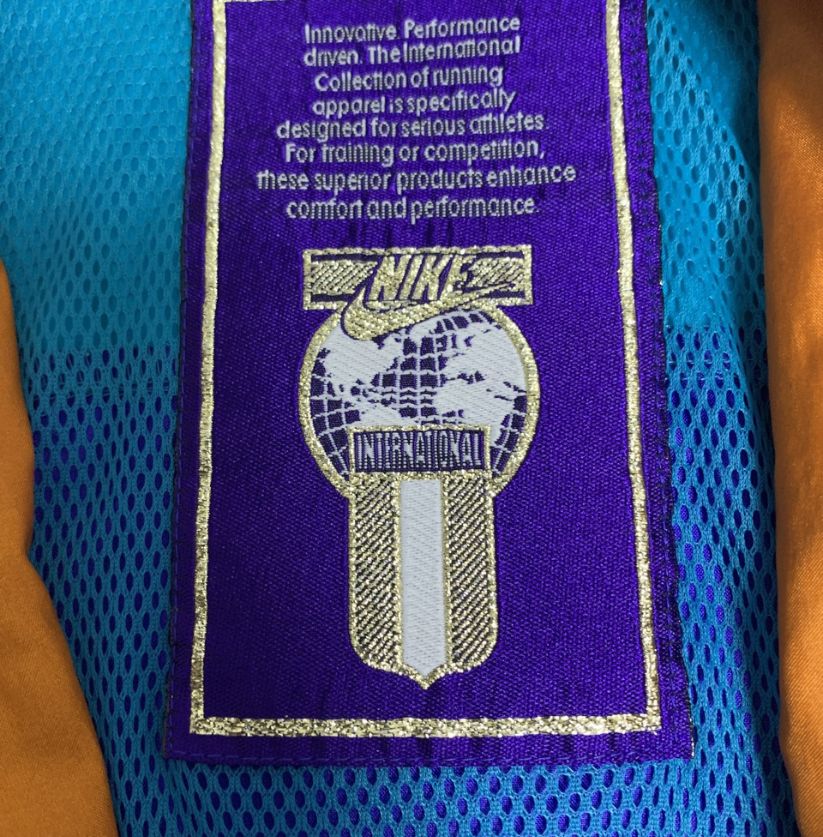 Innovative. Performance
driven. The International
Collection of running
apparel is specifically
designed for serious athletes.
For training or competition,
these superior products enhance
comfort and performance.
NIKE
INTERNATIONAL